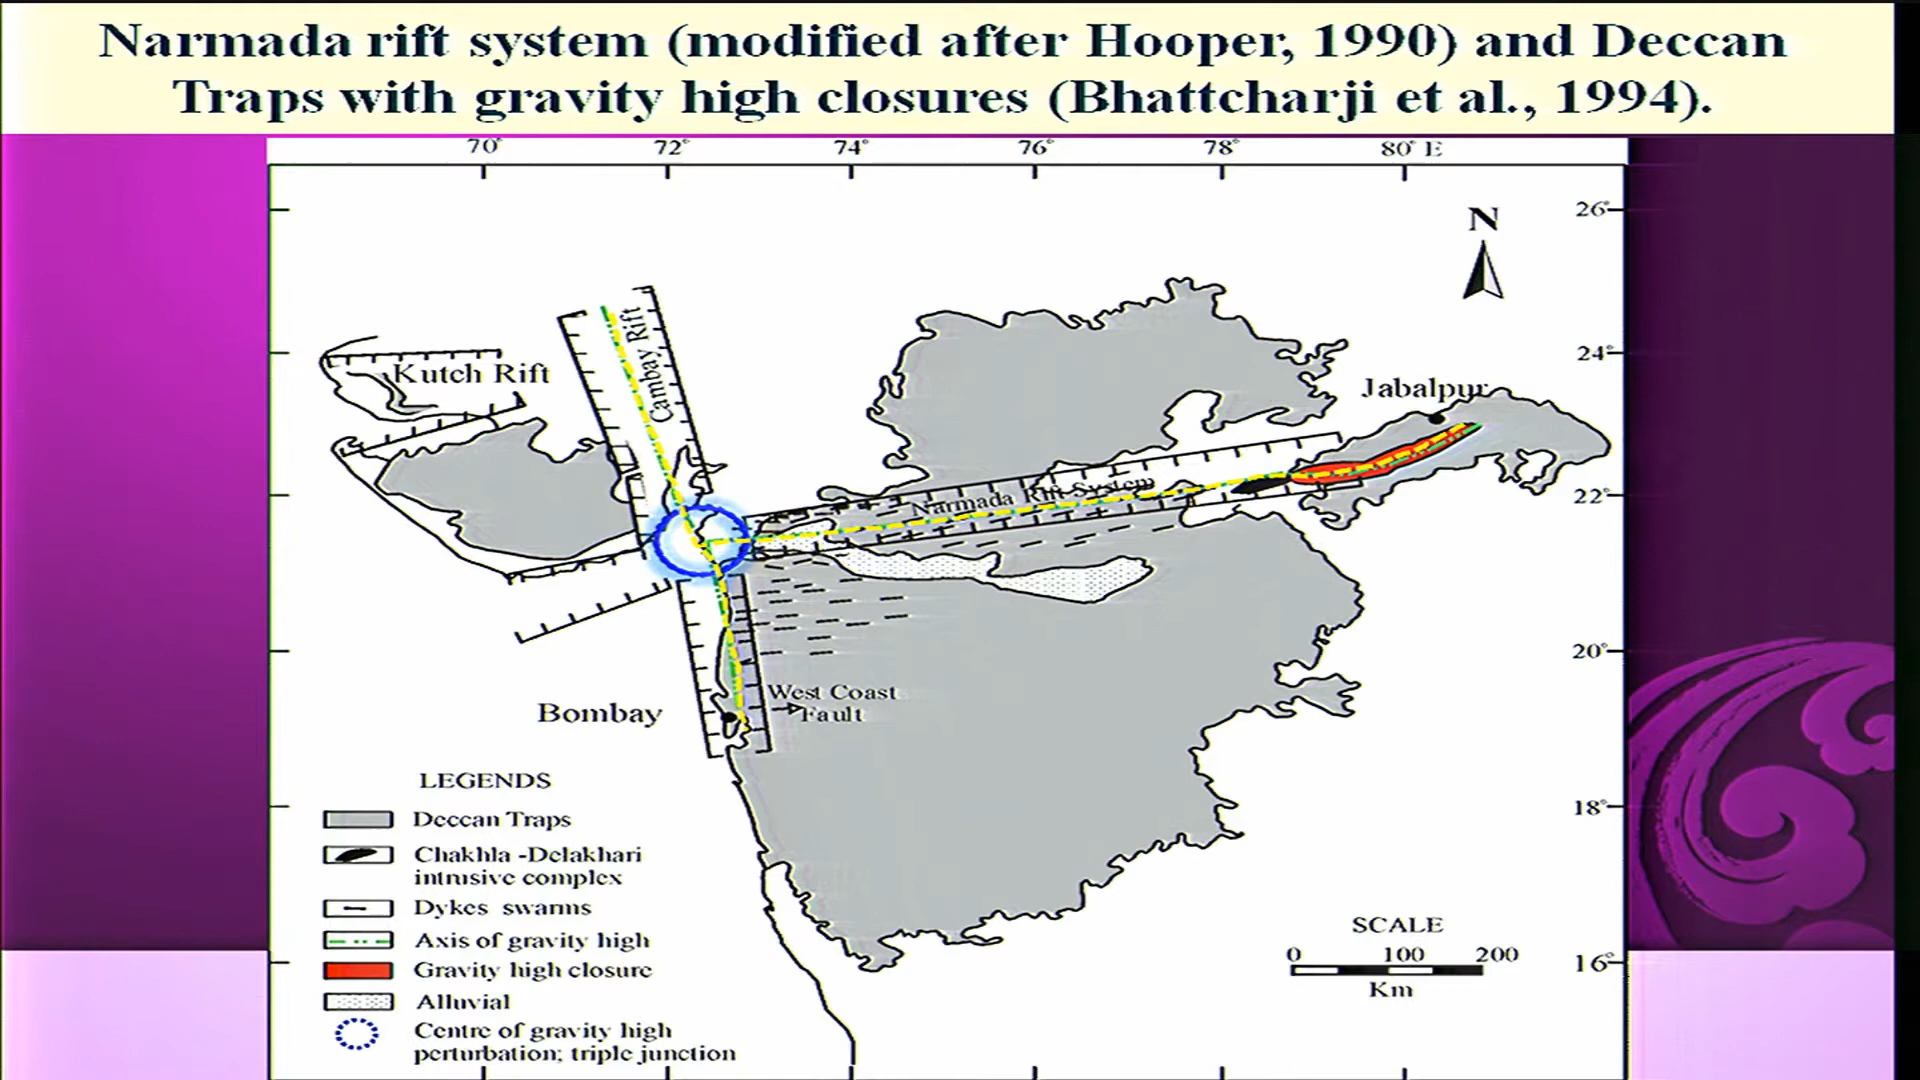 Narmada rift system (modified after Hooper, 1990) and Deccan
Traps with gravity high closures (Bhattcharji et al., 1994).
70° 72° 74° 76° 78° 80° E
26°
N
24°
Cambay Rift
Kutch Rift
Jabalpur
22°
Narmada Rift System
20°
West Coast
Fault
Bombay
LEGENDS
18°
Deccan Traps
Chakhla -Delakhari
intrusive complex
Dykes swarms
Axis of gravity high
Gravity high closure
Alluvial
Centre of gravity high
perturbation; triple junction
SCALE
0 100 200
Km
16°